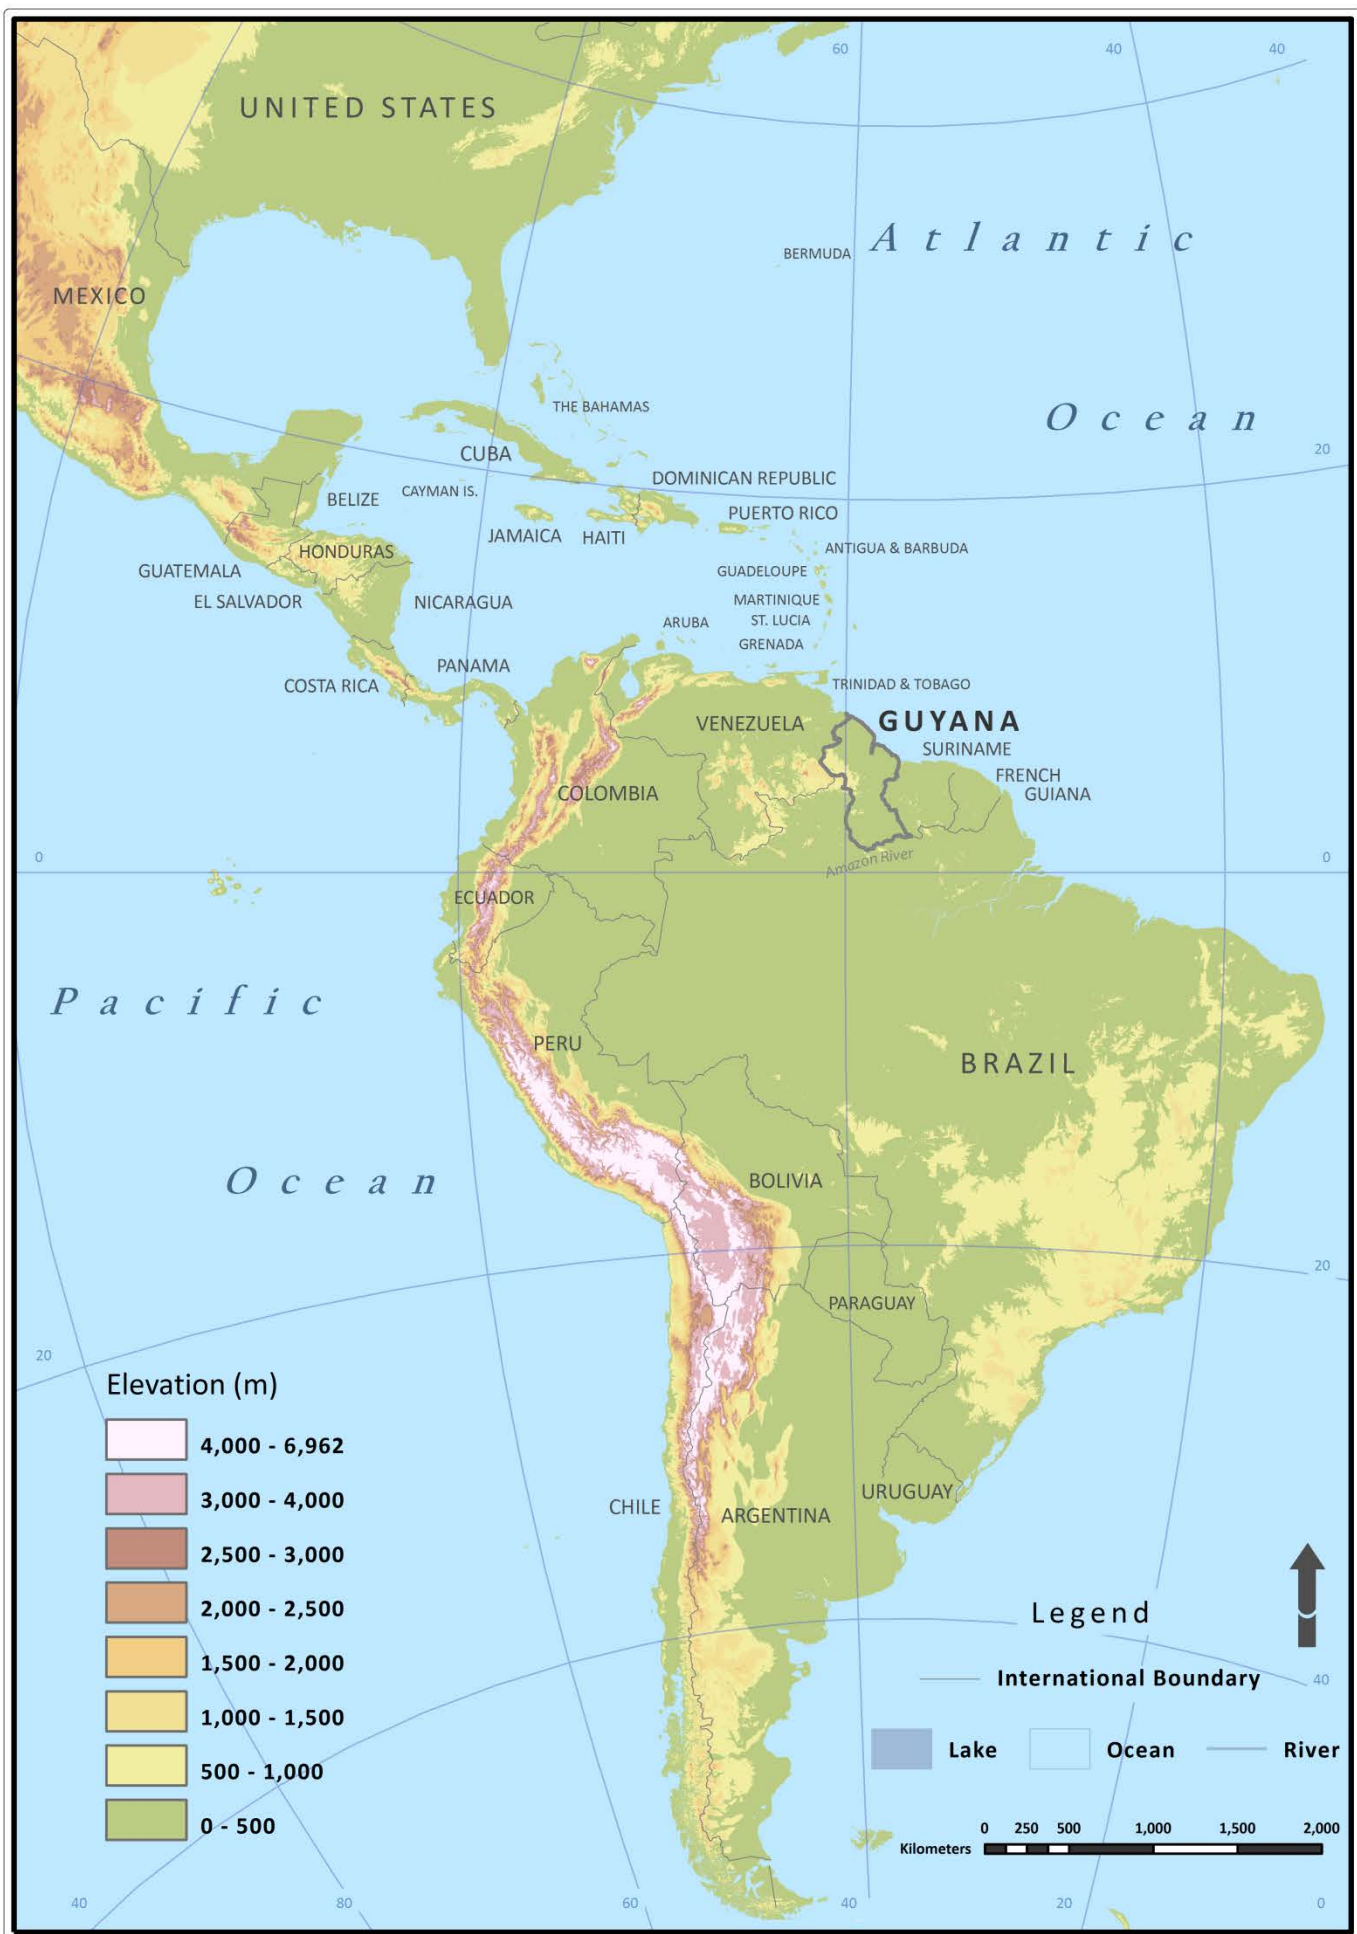 60
40
40
UNITED STATES
Atlantic
BERMUDA
MEXICO
THE BAHAMAS
Ocean
20
CUBA
DOMINICAN REPUBLIC
CAYMAN IS.
BELIZE
PUERTO RICO
JAMAICA
HAITI
ANTIGUA & BARBUDA
HONDURAS
GUATEMALA
GUADELOUPE
EL SALVADOR
NICARAGUA
MARTINIQUE
ST. LUCIA
ARUBA
GRENADA
PANAMA
COSTA RICA
TRINIDAD & TOBAGO
VENEZUELA
GUYANA
SURINAME
FRENCH
GUIANA
COLOMBIA
0
Amazon River
0
ECUADOR
Pacific
PERU
BRAZIL
Ocean
BOLIVIA
20
PARAGUAY
20
Elevation (m)
4,000 - 6,962
3,000 - 4,000
2,500 - 3,000
2,000 - 2,500
1,500 - 2,000
1,000 - 1,500
500 - 1,000
0 - 500
CHILE
ARGENTINA
URUGUAY
Legend
International Boundary
40
Lake
Ocean
River
0 250 500 1,000 1,500 2,000
Kilometers
40
80
60
40
20
0